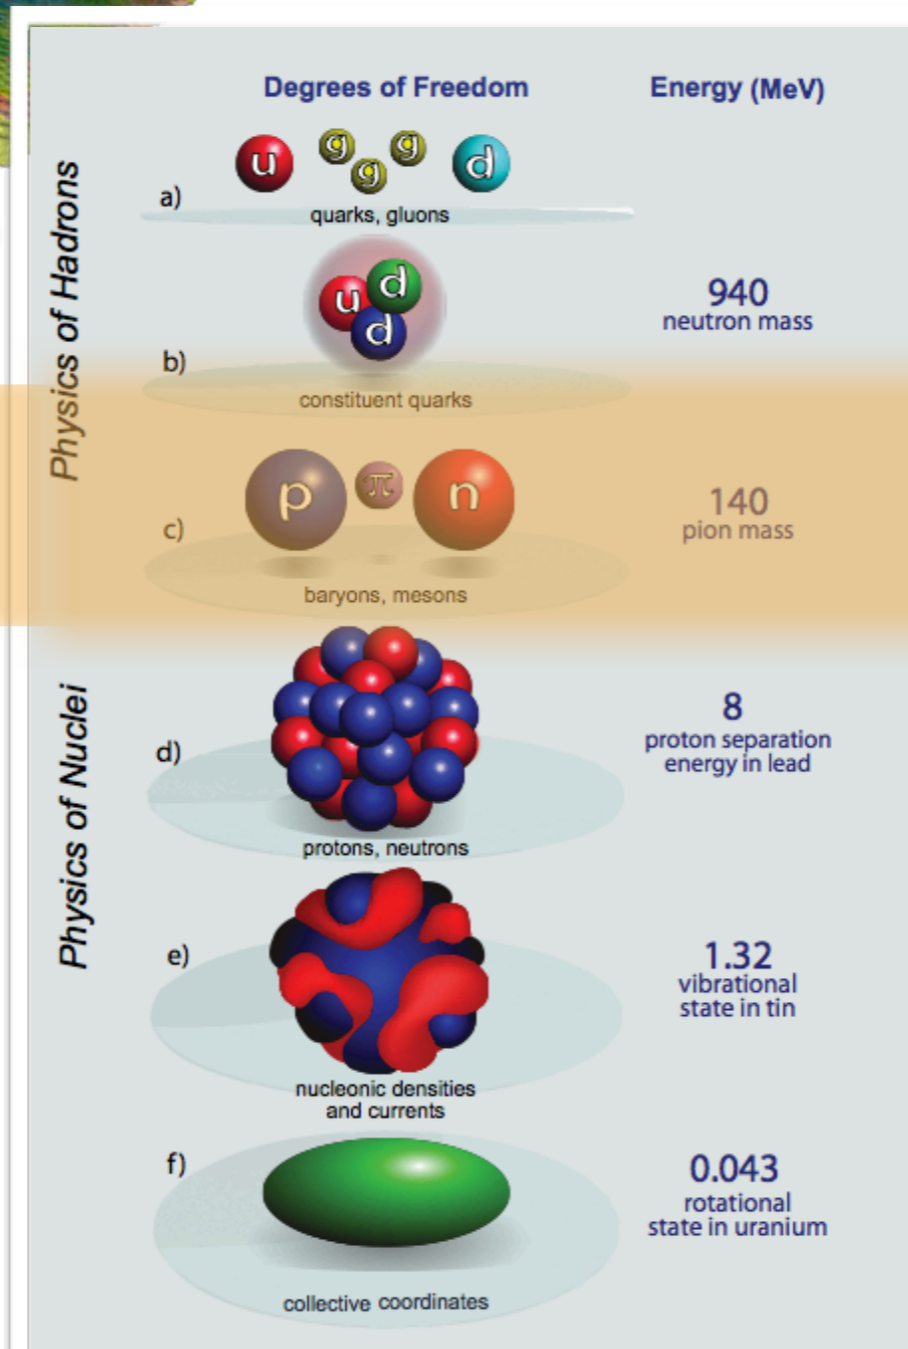 Degrees of Freedom
Energy (MeV)
Physics of Hadrons
a)
u
g
g
g
d
quarks, gluons
b)
u
d
d
constituent quarks
940
neutron mass
c)
p
π
n
baryons, mesons
140
pion mass
Physics of Nuclei
d)
protons, neutrons
8
proton separation
energy in lead
e)
nucleonic densities
and currents
1.32
vibrational
state in tin
f)
collective coordinates
0.043
rotational
state in uranium